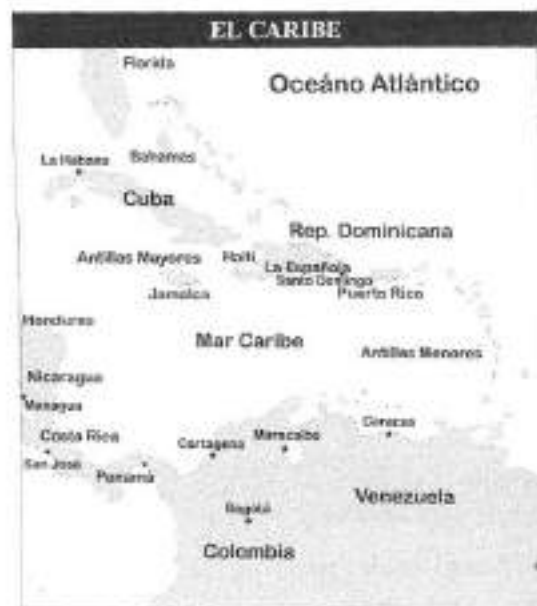 EL CARIBE
Florida
Océano Atlántico
La Habana
Bahamas
Cuba
Rep. Dominicana
Antillas Mayores
Haití
La Española
Santo Domingo
Jamaica
Puerto Rico
Honduras
Mar Caribe
Antillas Menores
Nicaragua
Managua
Costa Rica
Cartagena
Maracaibo
Caracas
San José
Panamá
Venezuela
Bogotá
Colombia